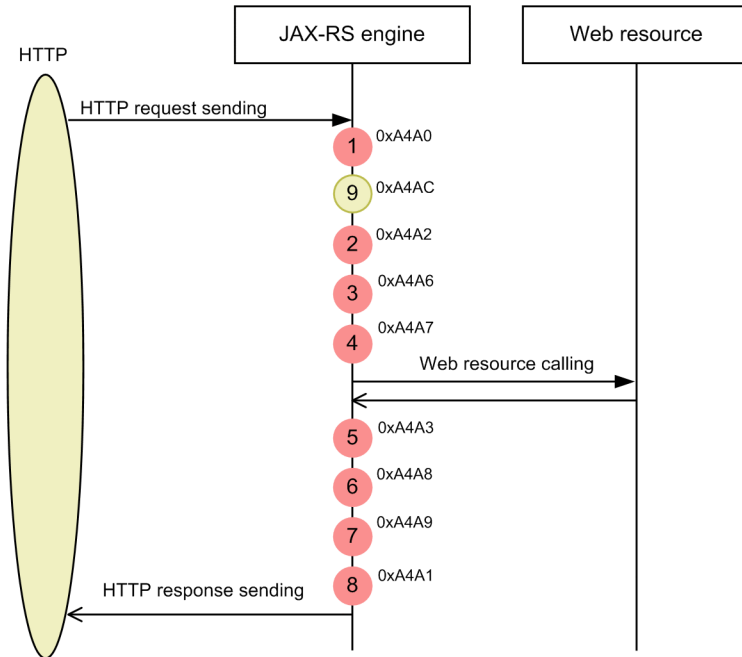 JAX-RS engine
Web resource
HTTP
HTTP request sending
1 0xA4A0
9 0xA4AC
2 0xA4A2
3 0xA4A6
4 0xA4A7
Web resource calling
5 0xA4A3
6 0xA4A8
7 0xA4A9
8 0xA4A1
HTTP response sending